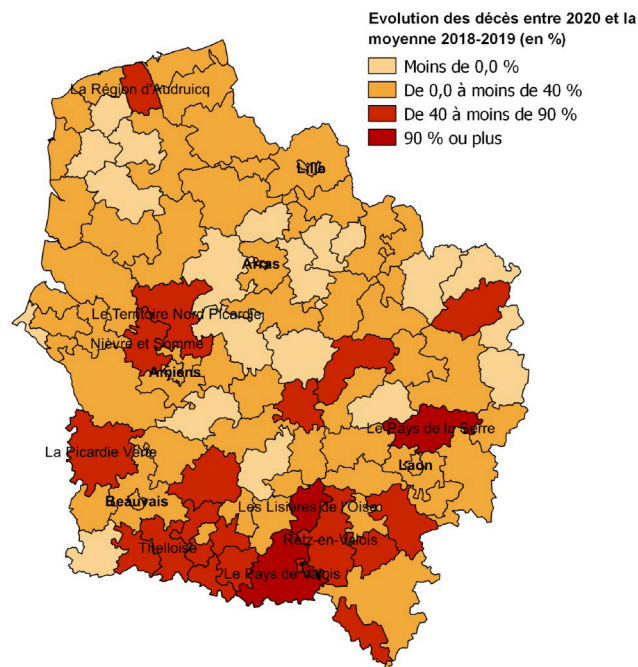 Evolution des décès entre 2020 et la
moyenne 2018-2019 (en %)
Moins de 0,0 %
De 0,0 à moins de 40 %
De 40 à moins de 90 %
90 % ou plus
La Région d'Audruicq
Lille
Arras
Le Territoire Nord Picardie
Nièvre et Somme
Amiens
Le Pays de la Serre
La Picardie Verte
Laon
Beauvais
Les Lisières de l'Oise
Retz-en-Valois
Thelloise
Le Pays de Valois